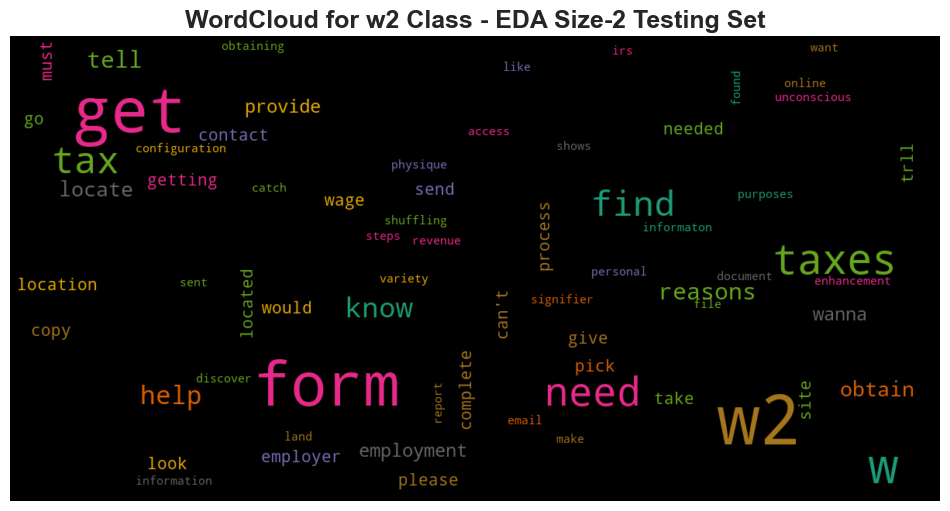 WordCloud for w2 Class - EDA Size-2 Testing Set
must
tell
obtaining
like
irs
want
get
go
provide
contact
configuration
tax
locate
getting
catch
access
physique
send
wage
shuffling
steps
revenue
shows
needed
found
online
unconscious
trll
purposes
find
informaton
process
personal
document
taxes
enhancement
reasons
file
signifier
wanna
location
sent
located
would
variety
know
can't
copy
give
pick
discover
help
form
report
complete
need
take
email
make
w2
site
obtain
w
land
look
information
employer
employment
please